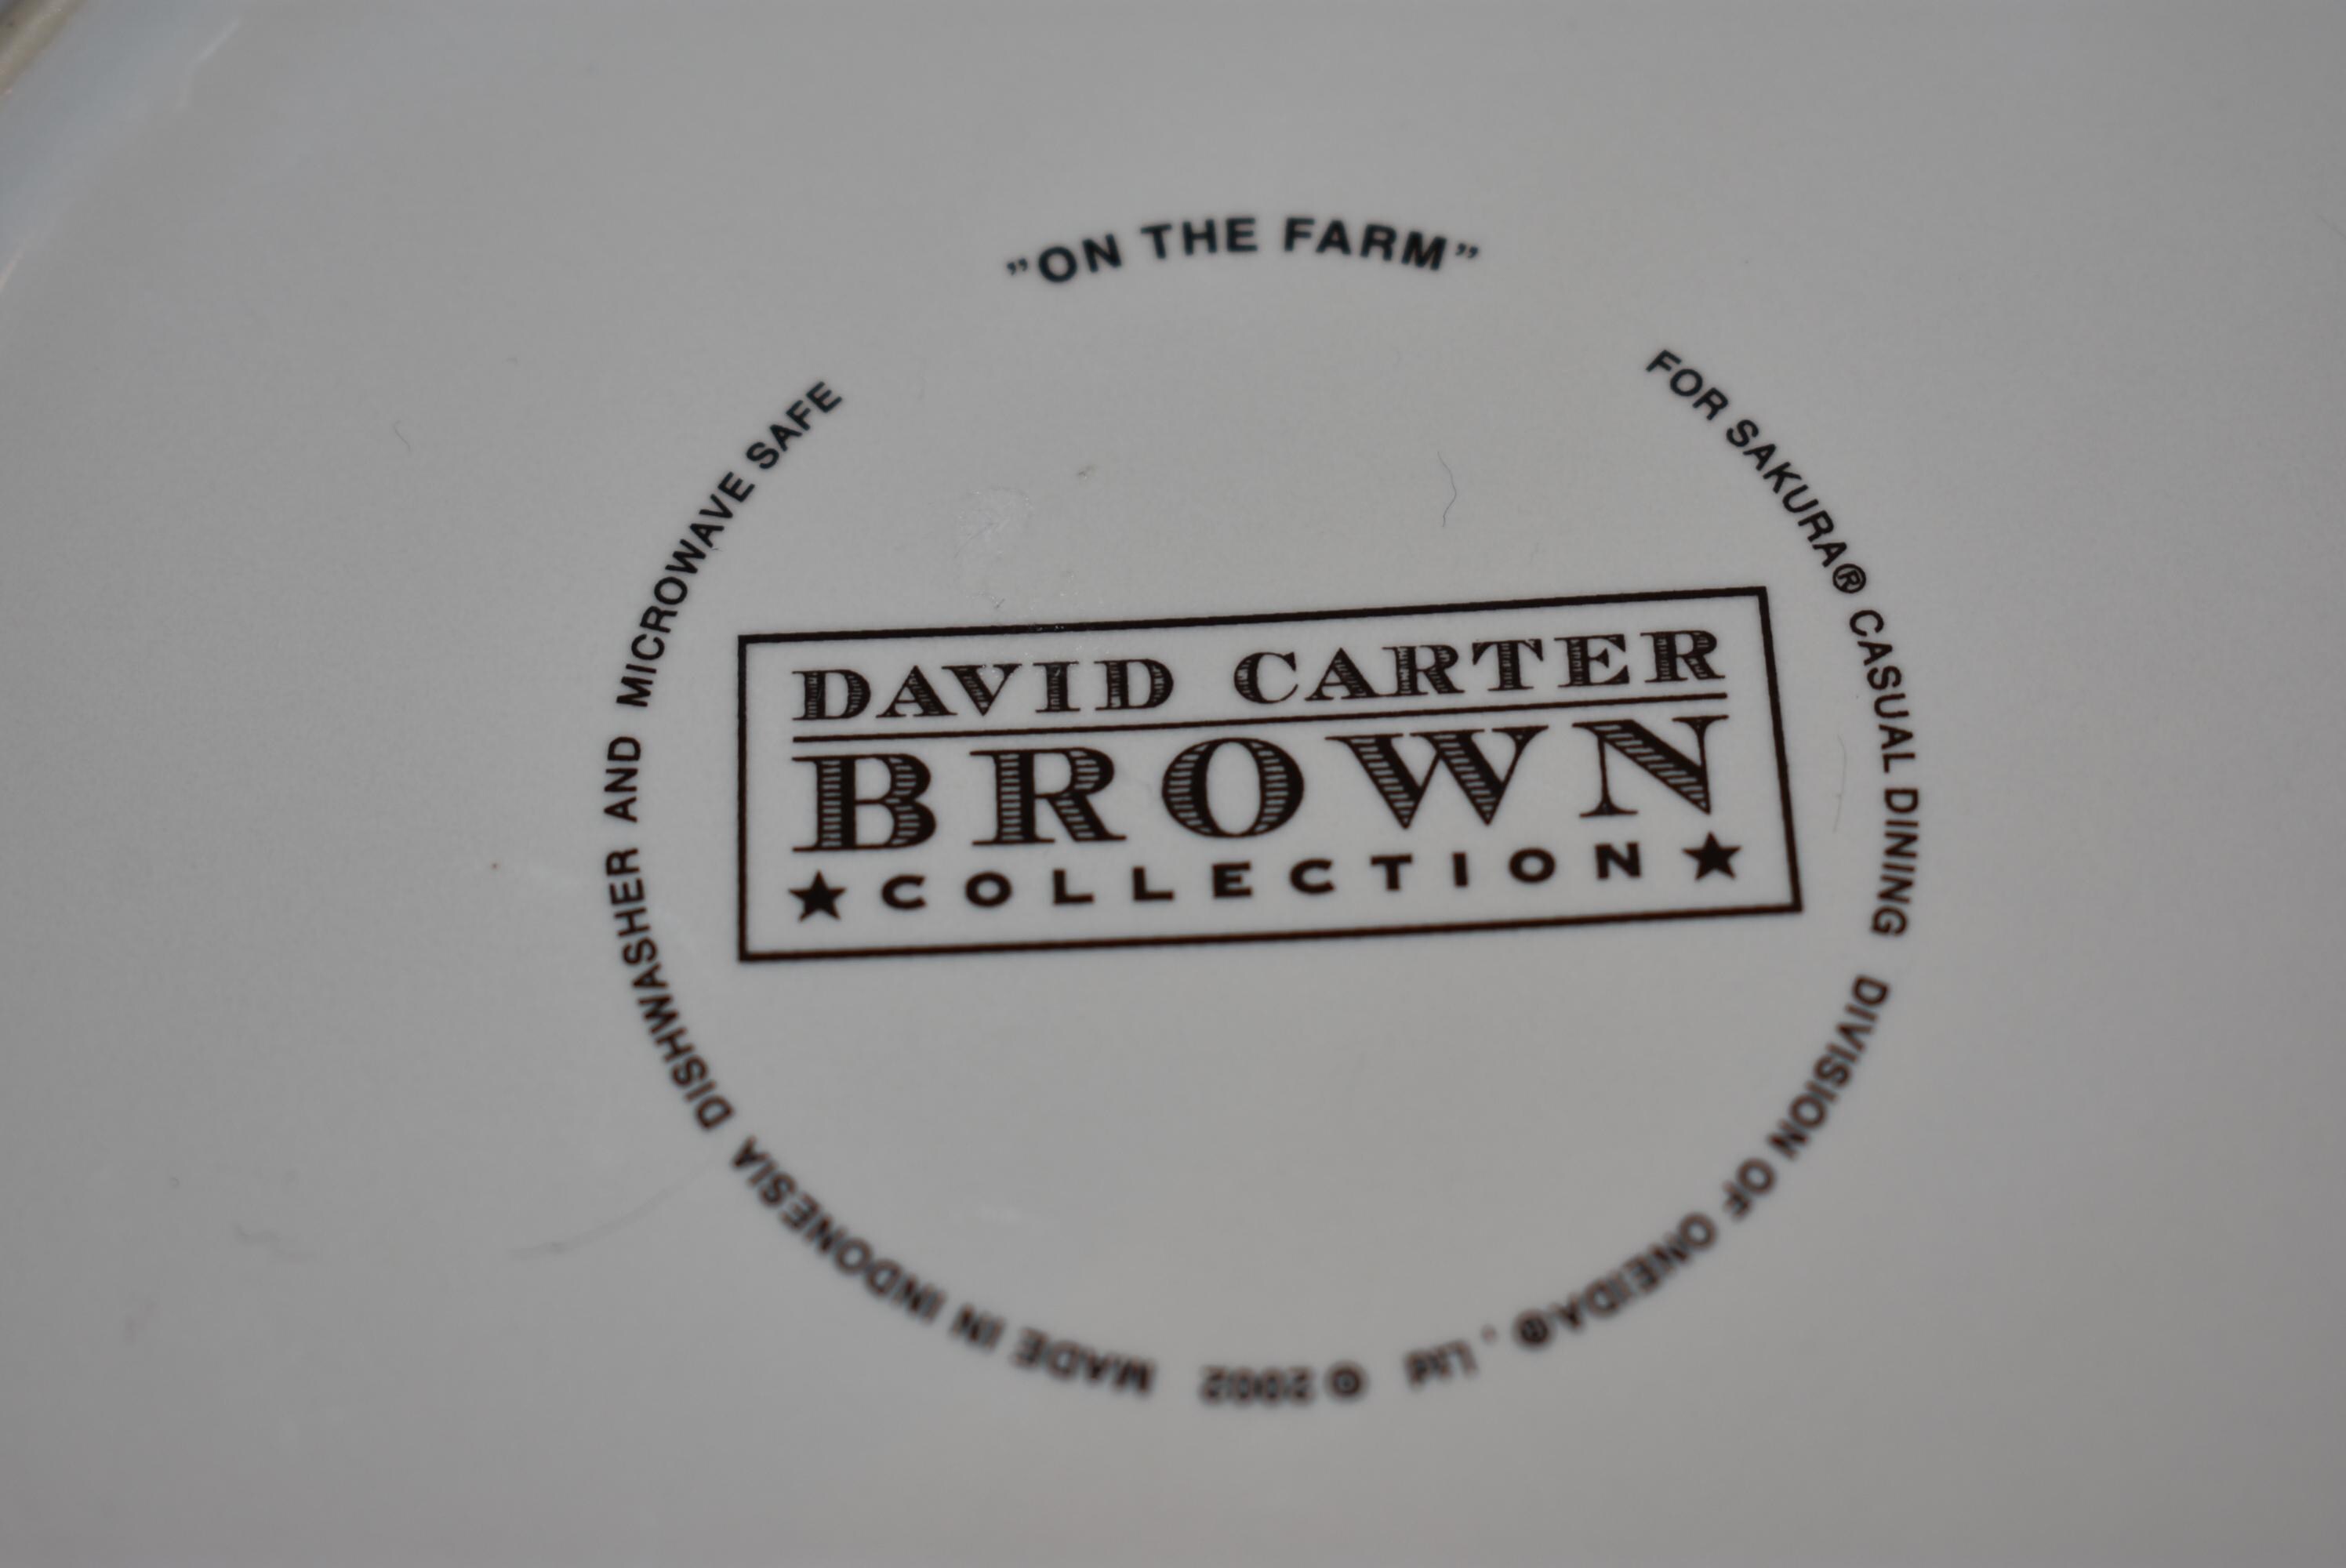 ”ON THE FARM”
FOR SAKURA® CASUAL DINING DIVISION OF ONEIDA®, Ltd © 2002 MADE IN INDONESIA DISHWASHER AND MICROWAVE SAFE
DAVID CARTER
BROWN
★ COLLECTION ★